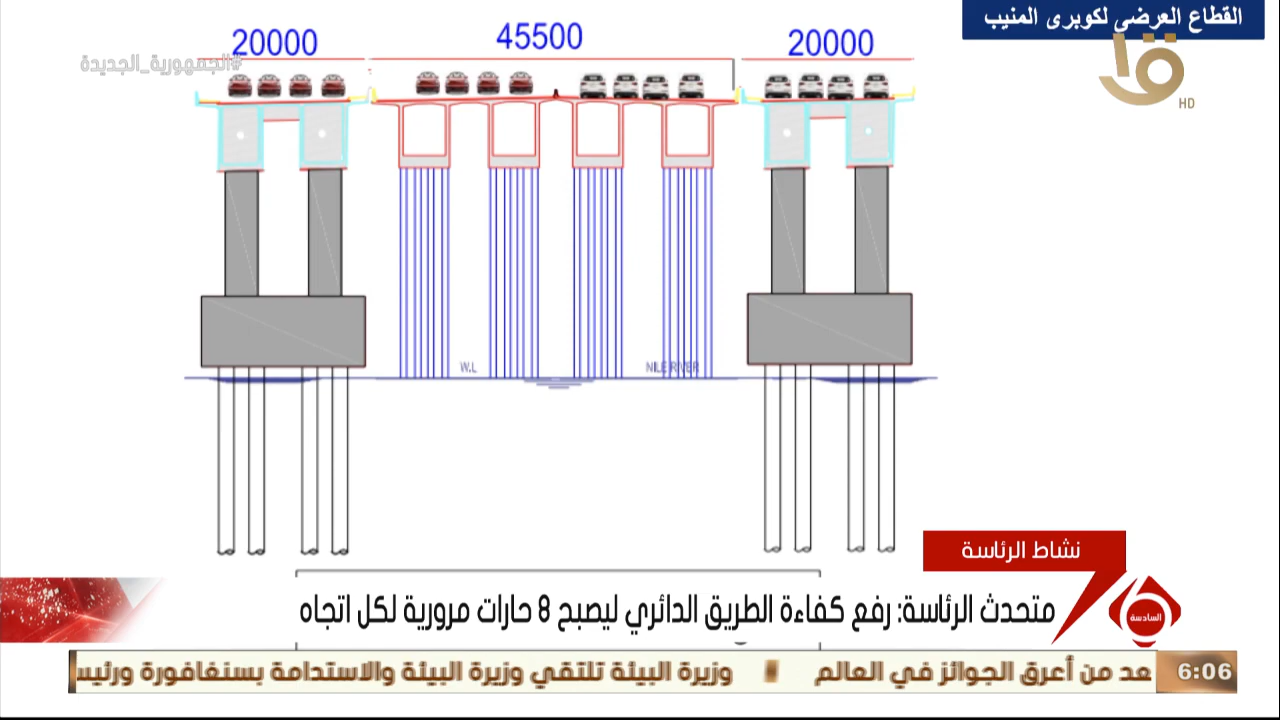 القطاع العرضي لكوبرى المنيب
#الجمهورية_الجديدة
HD
20000
45500
20000
W.L
NILE RIVER
نشاط الرئاسة
متحدث الرئاسة: رفع كفاءة الطريق الدائري ليصبح 8 حارات مرورية لكل اتجاه
السادسة
6:06
عد من أعرق الجوائز في العالم
وزيرة البيئة تلتقي وزيرة البيئة والاستدامة بسنغافورة ورئيس